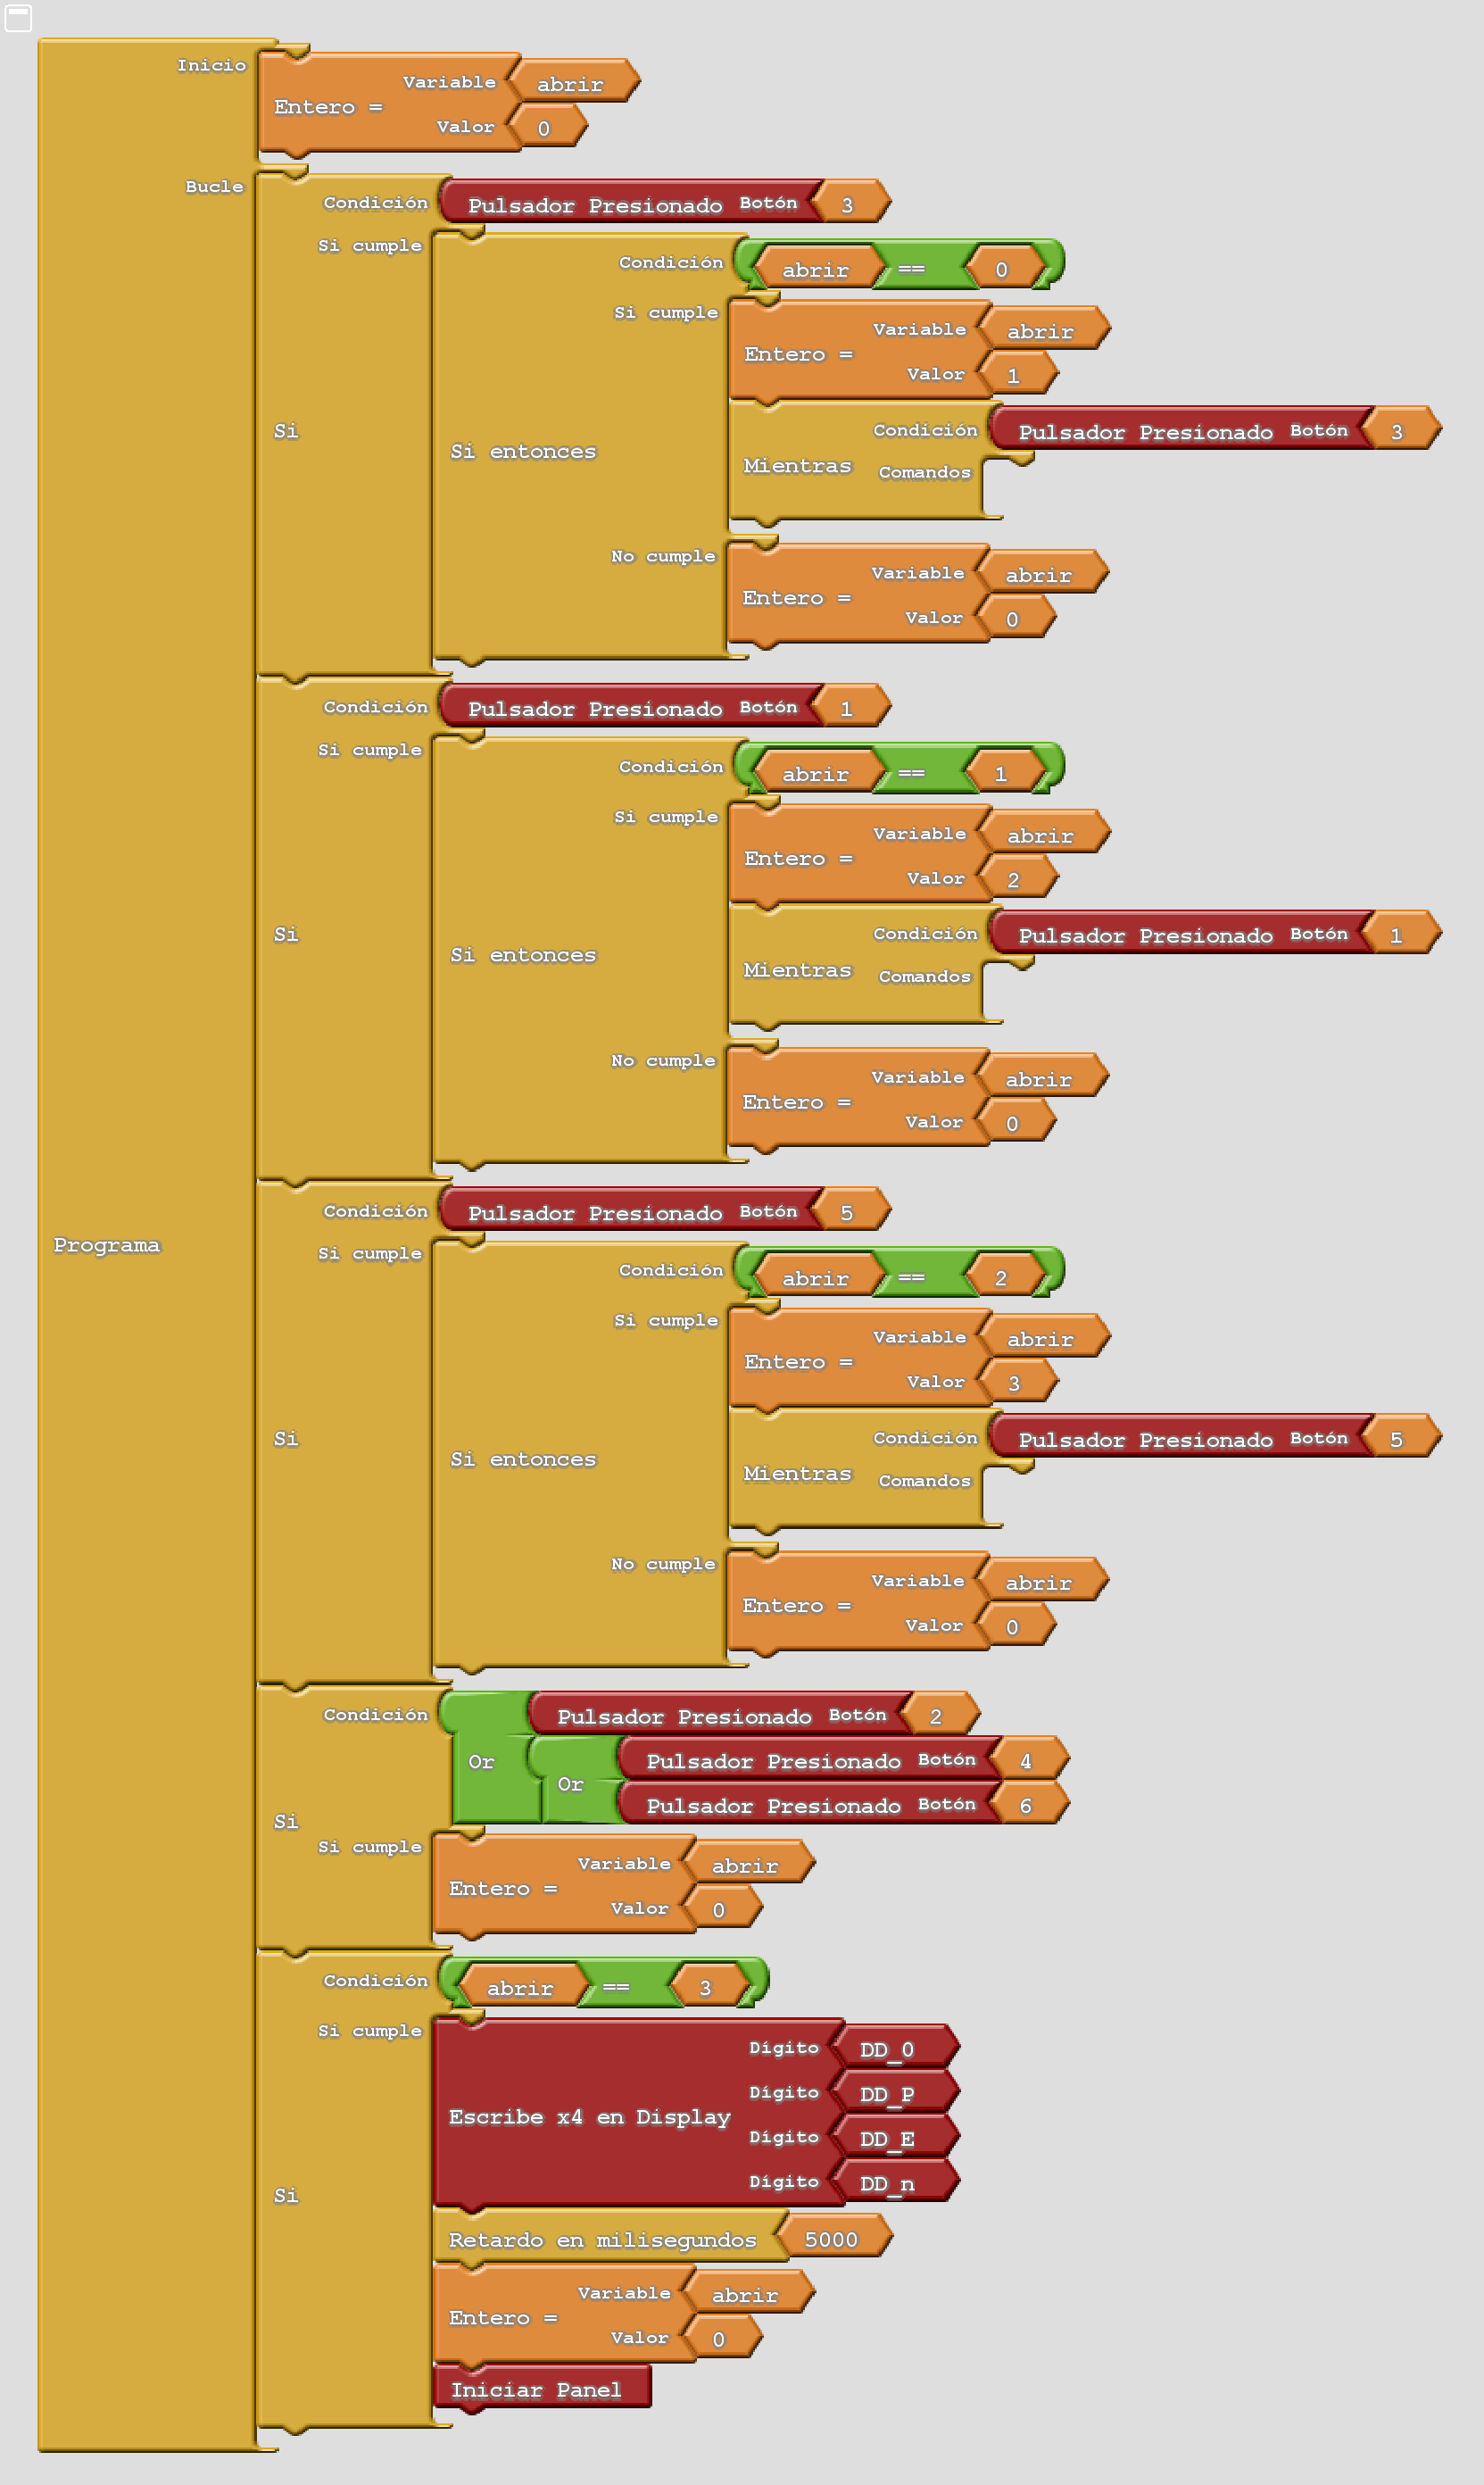 Inicio
Variable abrir
Entero =
Valor 0
Bucle
Condición Pulsador Presionado Botón 3
Si cumple
Condición abrir == 0
Si cumple
Variable abrir
Entero =
Valor 1
Condición Pulsador Presionado Botón 3
Si
Si entonces
Mientras
Comandos
No cumple
Variable abrir
Entero =
Valor 0
Condición Pulsador Presionado Botón 1
Si cumple
Condición abrir == 1
Si cumple
Variable abrir
Entero =
Valor 2
Condición Pulsador Presionado Botón 1
Si
Si entonces
Mientras
Comandos
No cumple
Variable abrir
Entero =
Valor 0
Condición Pulsador Presionado Botón 5
Programa
Si cumple
Condición abrir == 2
Si cumple
Variable abrir
Entero =
Valor 3
Condición Pulsador Presionado Botón 5
Si
Si entonces
Mientras
Comandos
No cumple
Variable abrir
Entero =
Valor 0
Condición Pulsador Presionado Botón 2
Or Pulsador Presionado Botón 4
Or
Pulsador Presionado Botón 6
Si
Si cumple
Variable abrir
Entero =
Valor 0
Condición abrir == 3
Si cumple
Dígito DD_0
Dígito DD_P
Escribe x4 en Display
Dígito DD_E
Dígito DD_n
Si
Retardo en milisegundos 5000
Variable abrir
Entero =
Valor 0
Iniciar Panel